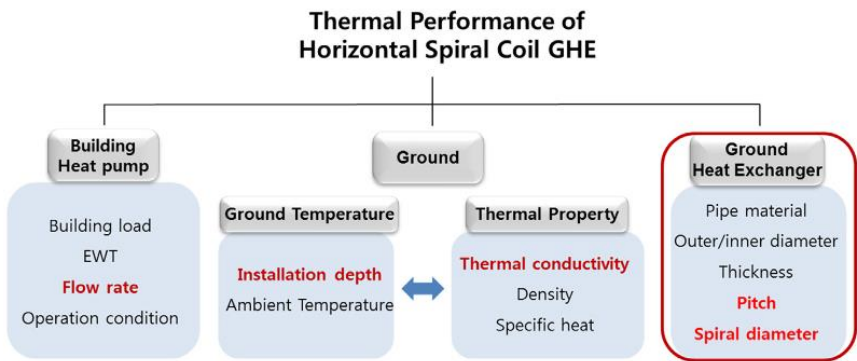 Thermal Performance of
Horizontal Spiral Coil GHE
Building
Heat pump
Building load
EWT
Flow rate
Operation condition
Ground
Ground Temperature
Installation depth
Ambient Temperature
Thermal Property
Thermal conductivity
Density
Specific heat
Ground
Heat Exchanger
Pipe material
Outer/inner diameter
Thickness
Pitch
Spiral diameter